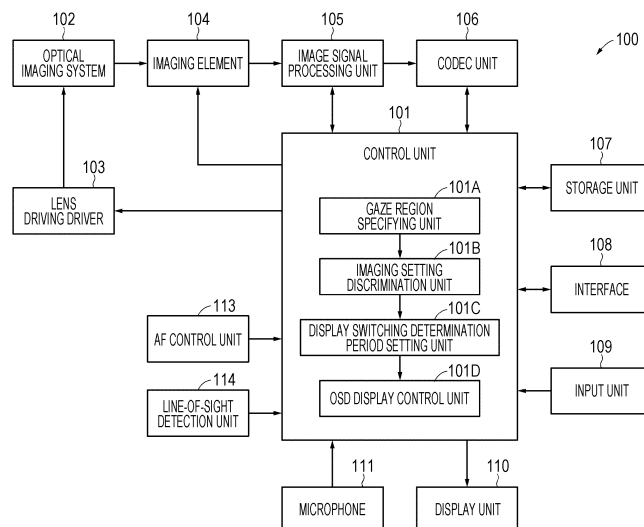 102
OPTICAL
IMAGING SYSTEM
104
IMAGING ELEMENT
105
IMAGE SIGNAL
PROCESSING UNIT
106
CODEC UNIT
100
101
CONTROL UNIT
103
LENS
DRIVING DRIVER
107
STORAGE UNIT
101A
GAZE REGION
SPECIFYING UNIT
101B
IMAGING SETTING
DISCRIMINATION UNIT
108
INTERFACE
113
AF CONTROL UNIT
101C
DISPLAY SWITCHING DETERMINATION
PERIOD SETTING UNIT
109
INPUT UNIT
114
LINE-OF-SIGHT
DETECTION UNIT
101D
OSD DISPLAY CONTROL UNIT
111
MICROPHONE
110
DISPLAY UNIT